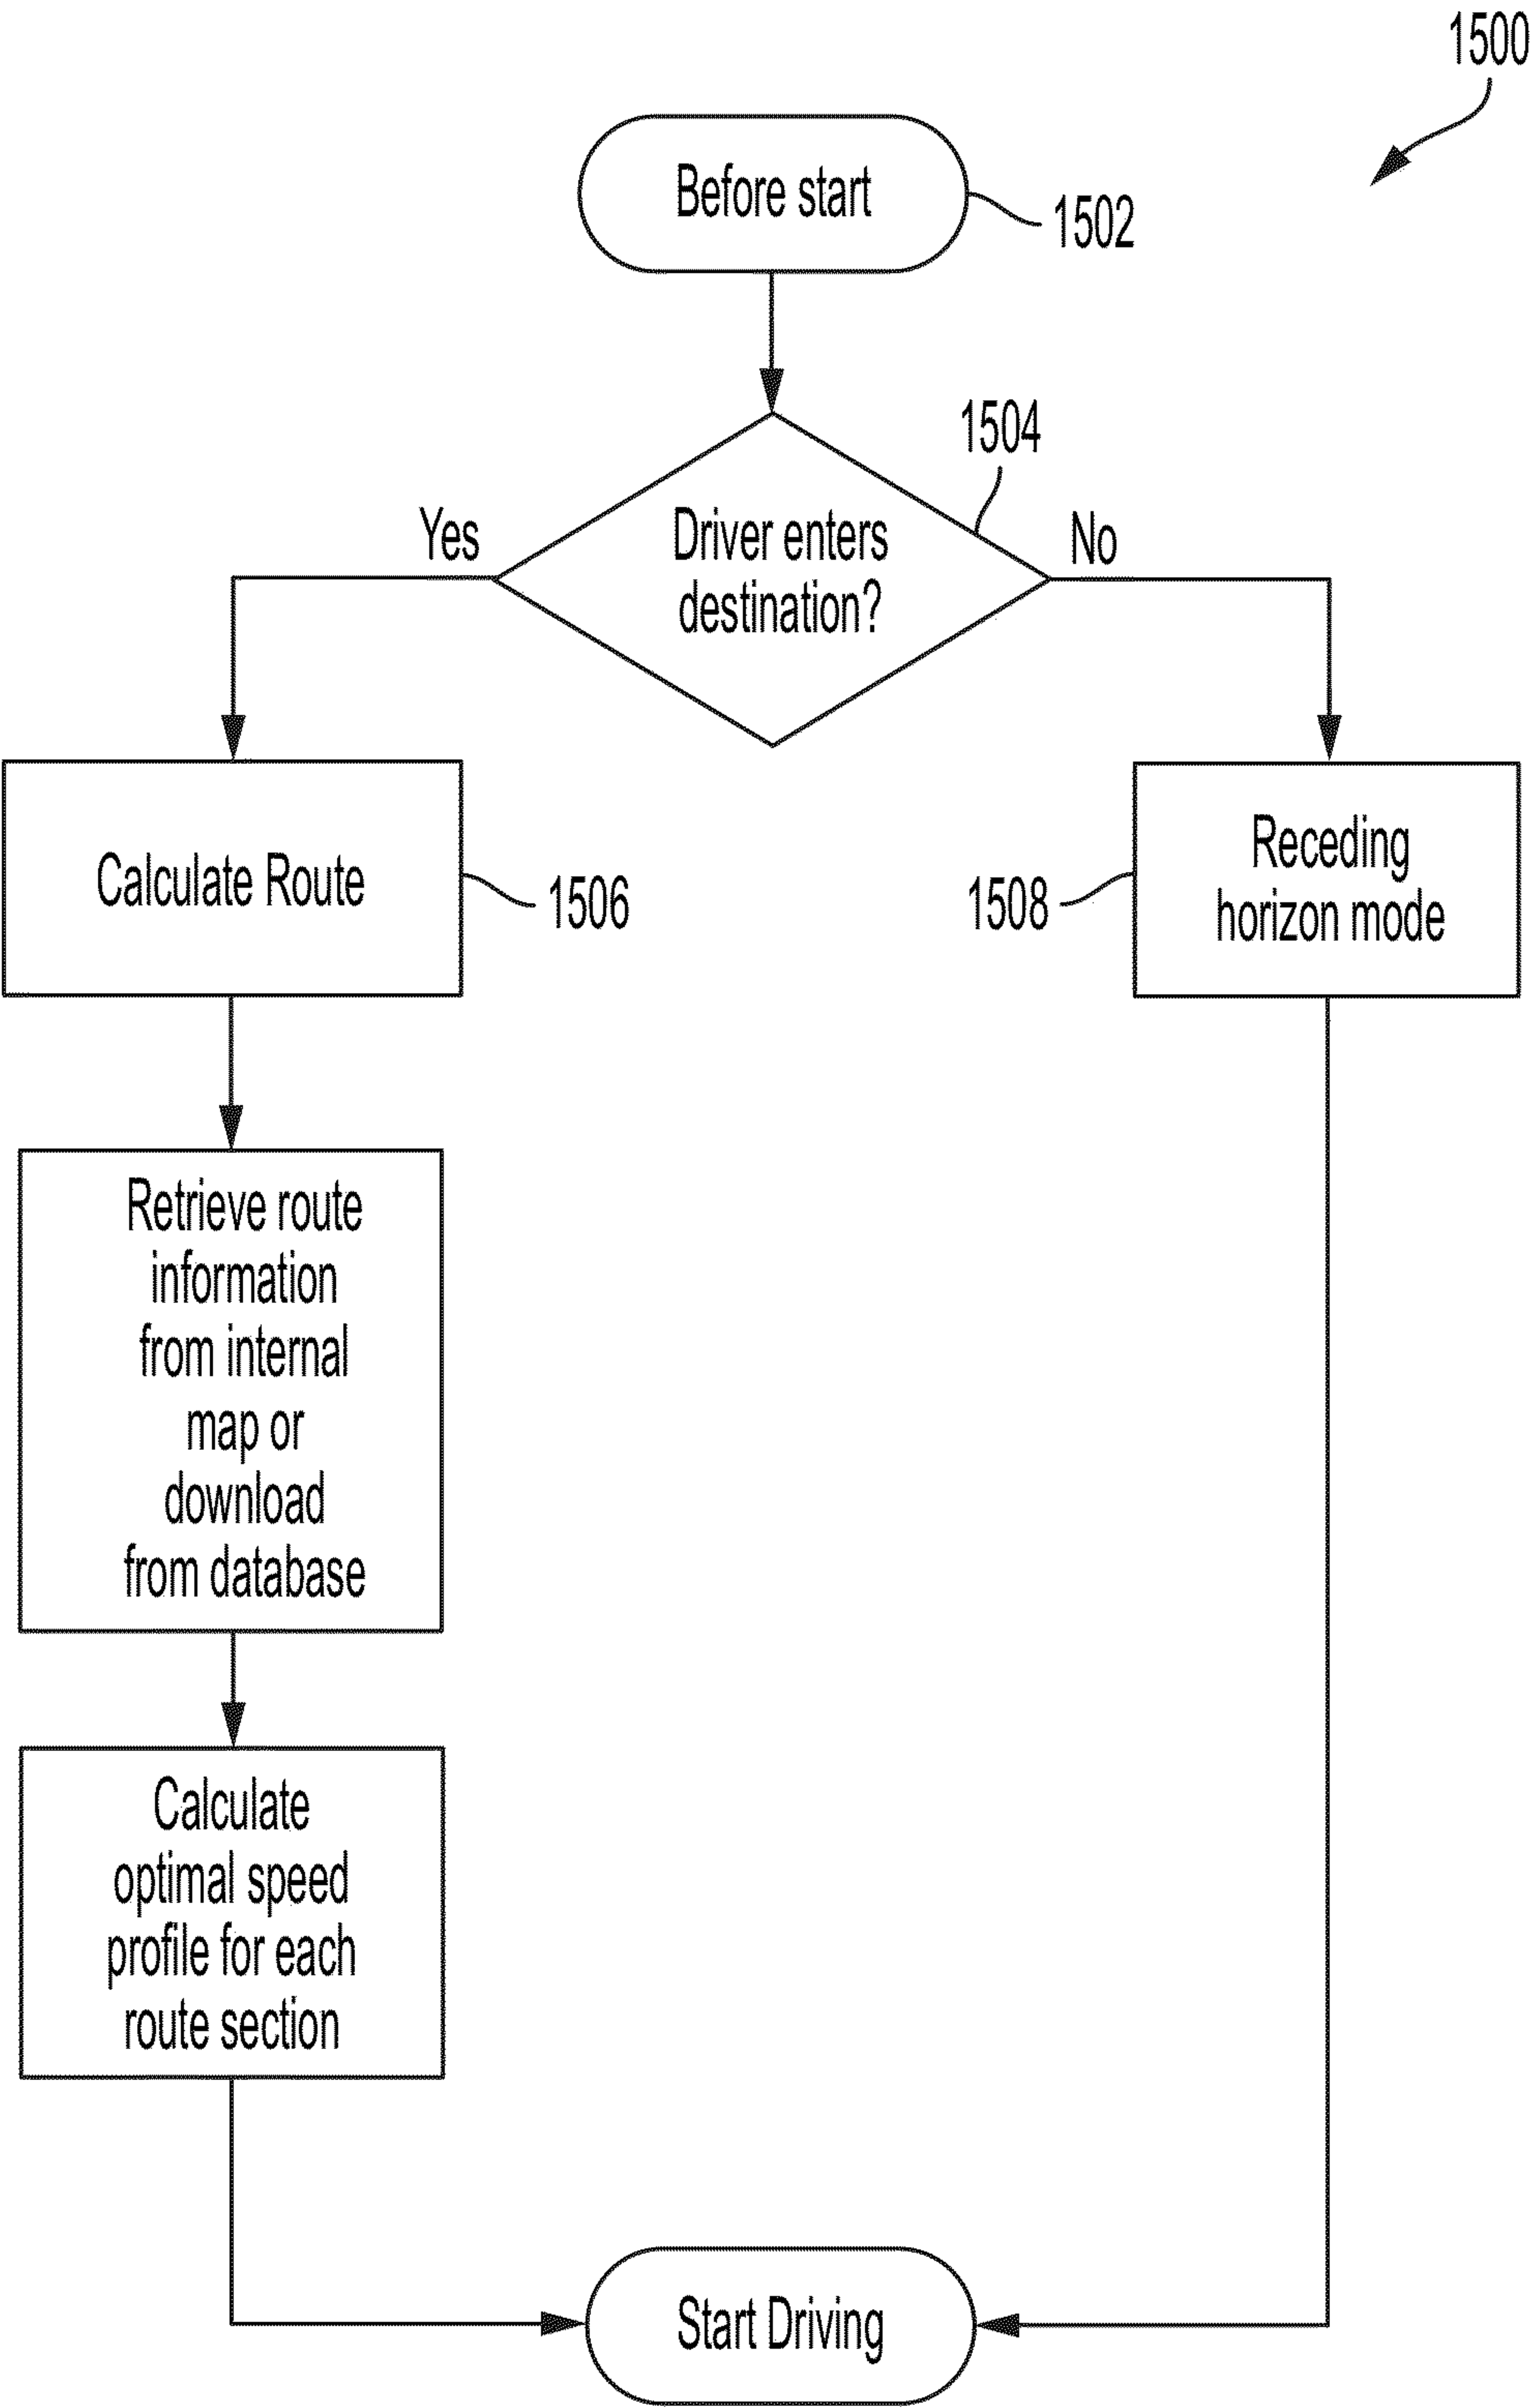 1500
Before start
1502
1504
Yes
Driver enters
destination?
No
Calculate Route
1506
1508
Receding
horizon mode
Retrieve route
information
from internal
map or
download
from database
Calculate
optimal speed
profile for each
route section
Start Driving